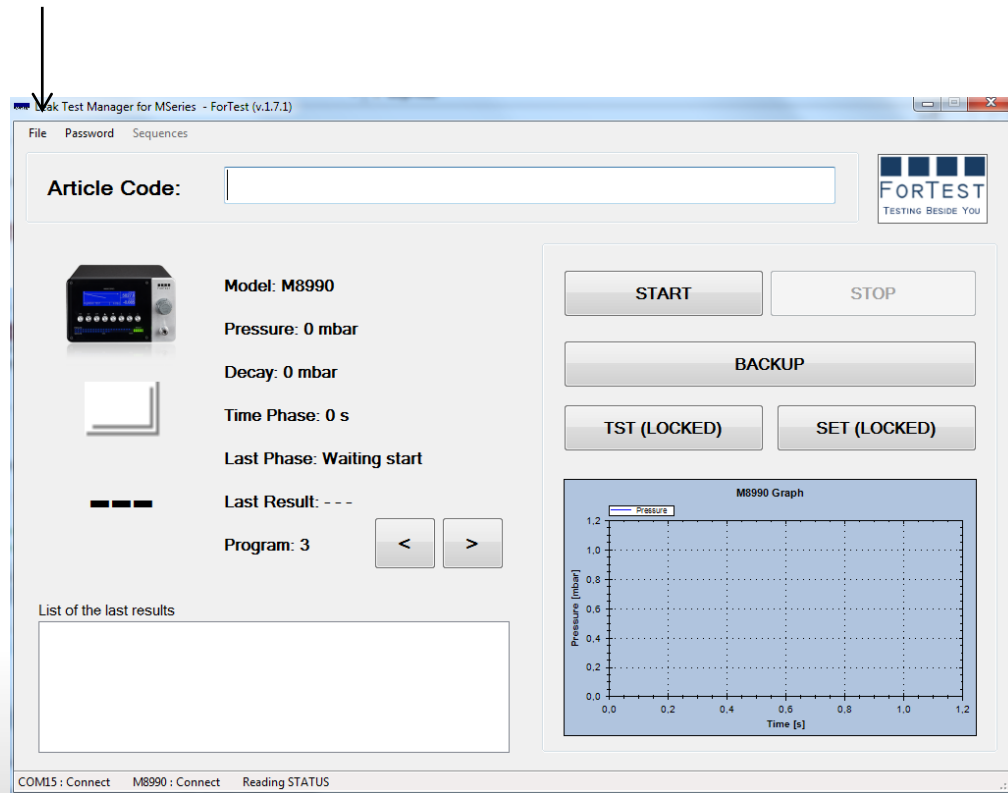 Leak Test Manager for MSeries - ForTest (v.1.7.1)
File Password Sequences
Article Code:
FORTEST
TESTING BESIDE YOU
Model: M8990
Pressure: 0 mbar
Decay: 0 mbar
Time Phase: 0 s
Last Phase: Waiting start
Last Result: - - -
Program: 3
< >
START STOP
BACKUP
TST (LOCKED) SET (LOCKED)
M8990 Graph
Pressure
1,2
1,0
0,8
0,6
0,4
0,2
0,0
Pressure [mbar]
0,0 0,2 0,4 0,6 0,8 1,0 1,2
Time [s]
List of the last results
COM15 : Connect M8990 : Connect Reading STATUS